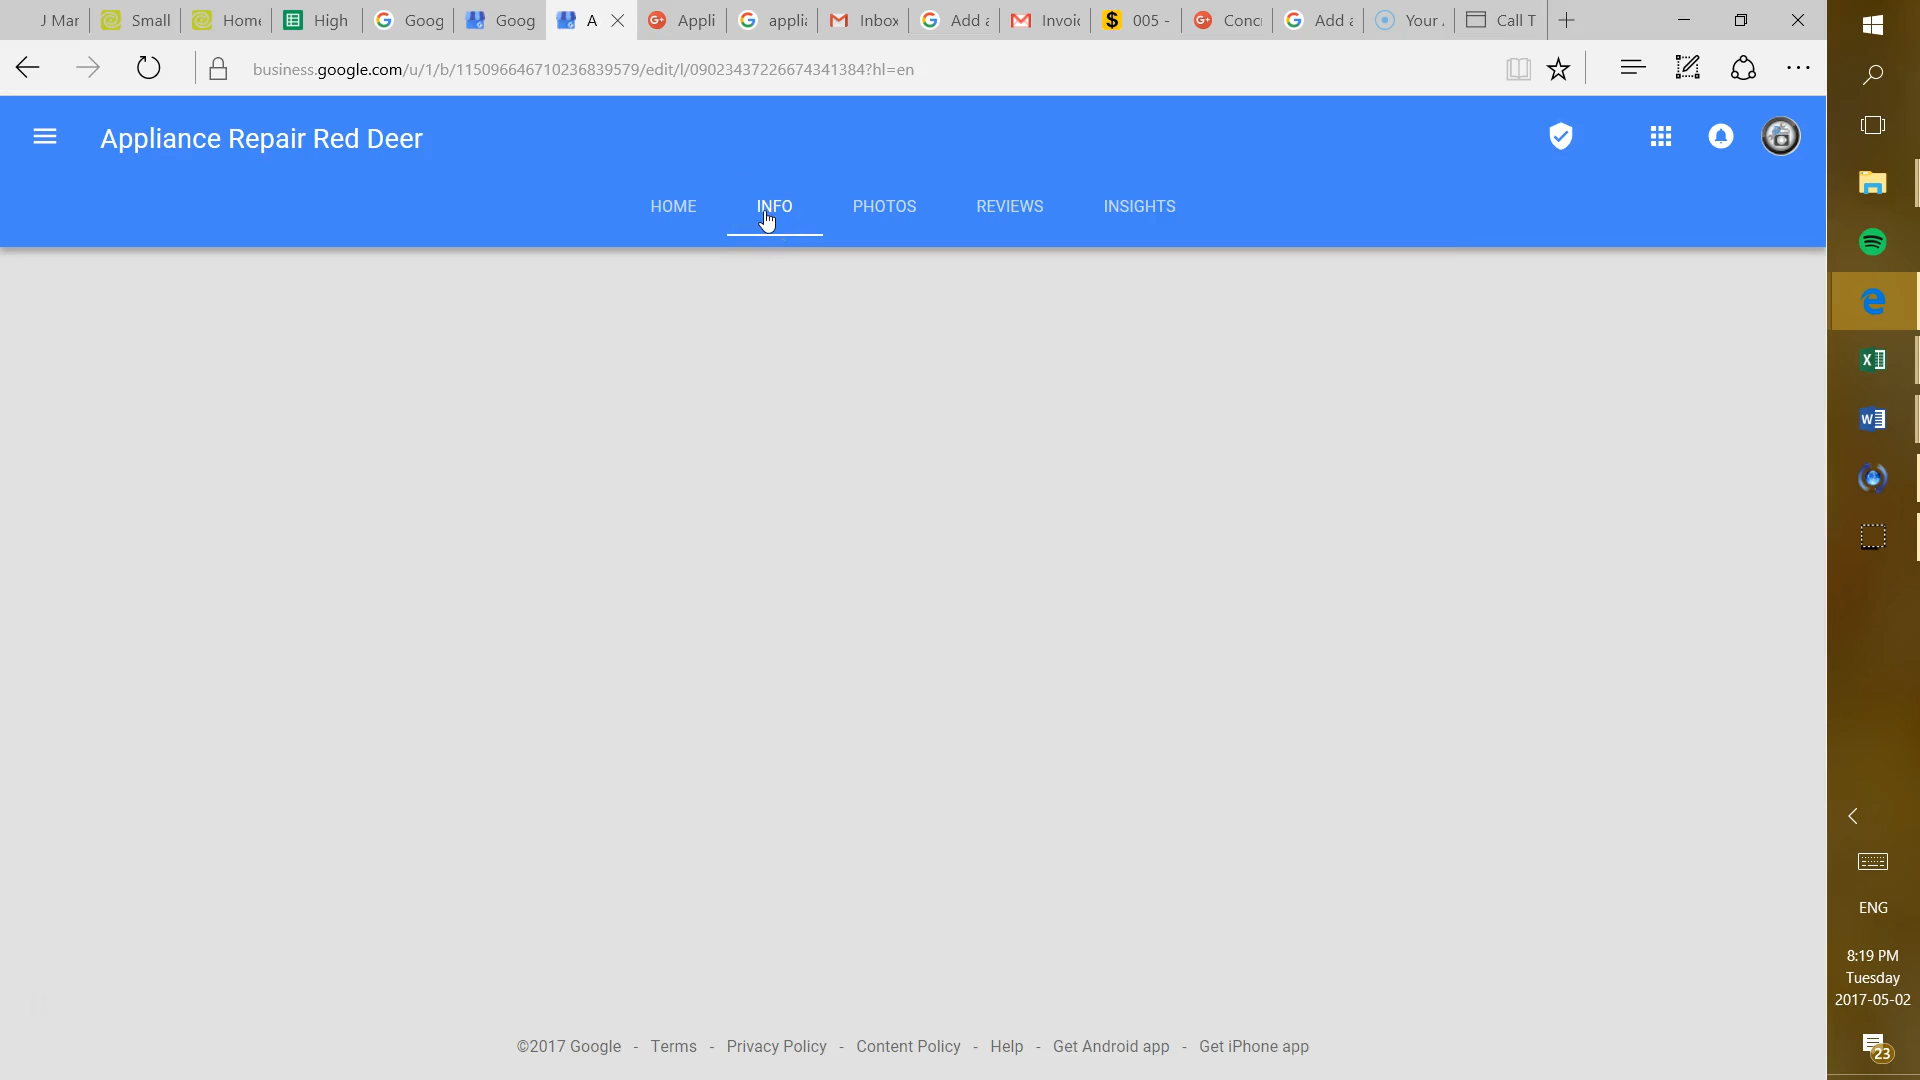 J Mar
Small
Home
High
Goog
Goog
A
Appli
applia
Inbox
Add a
Invoic
005 -
Conc
Add a
Your
Call T
business.google.com/u/1/b/115096646710236839579/edit/l/09023437226674341384?hl=en
Appliance Repair Red Deer
HOME
INFO
PHOTOS
REVIEWS
INSIGHTS
©2017 Google - Terms - Privacy Policy - Content Policy - Help - Get Android app - Get iPhone app
ENG
8:19 PM
Tuesday
2017-05-02
23